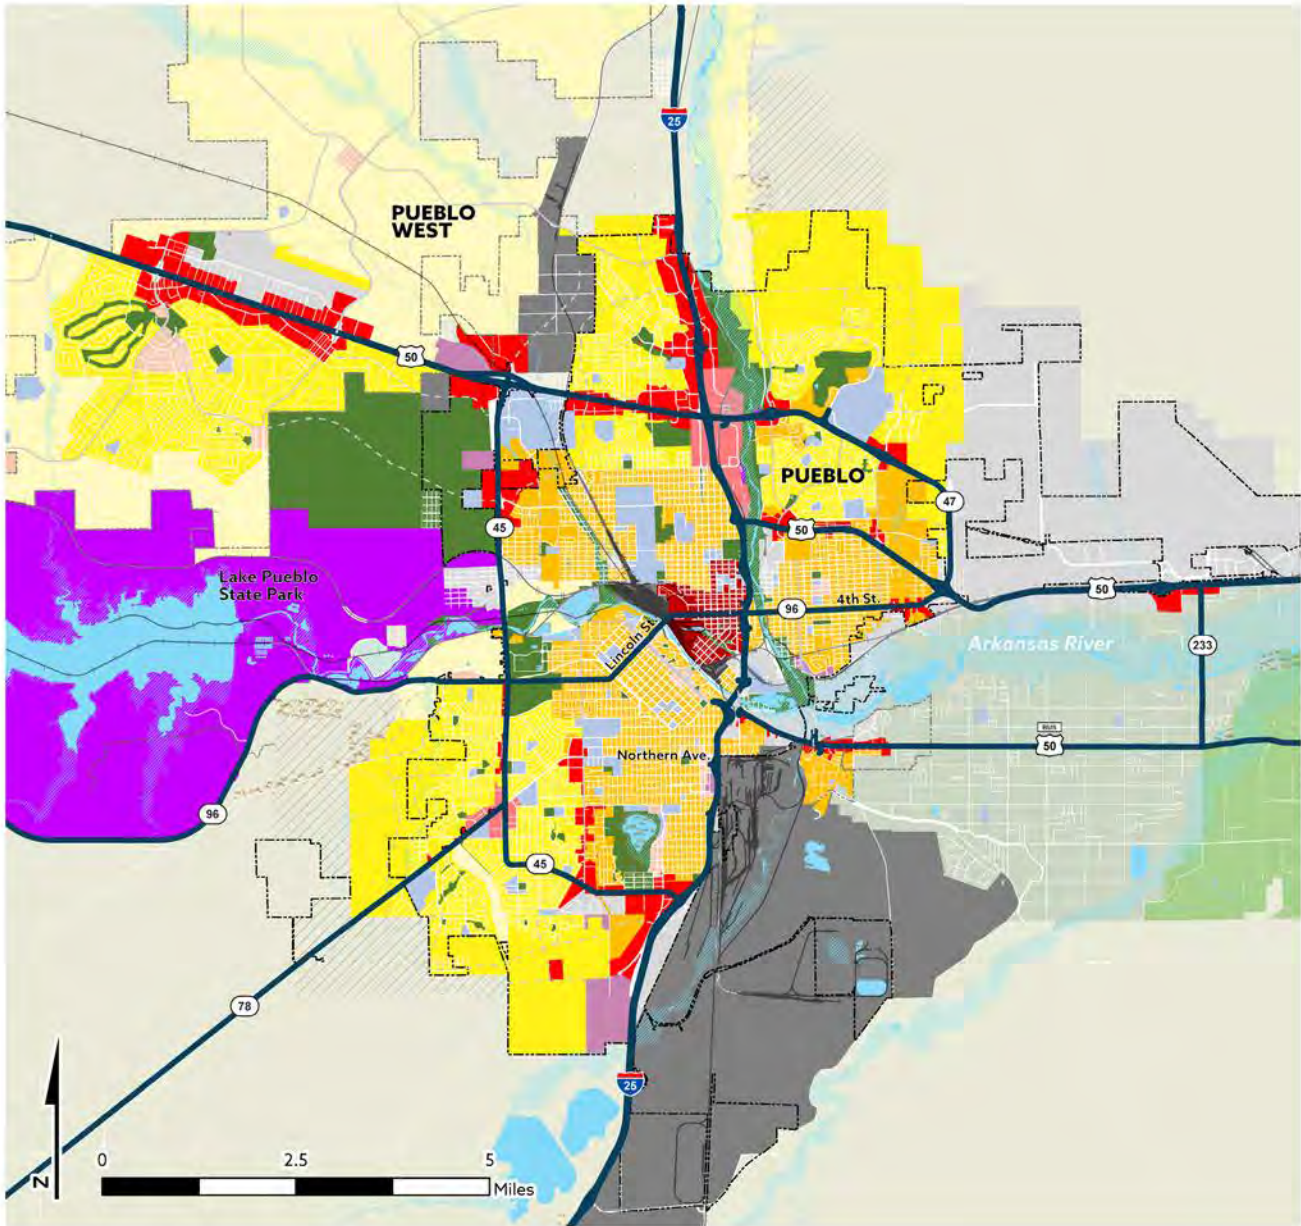 25
PUEBLO
WEST
50
PUEBLO
47
45
50
Lake Pueblo
State Park
4th St.
96
50
Lincoln St.
Arkansas River
233
BUS
50
Northern Ave.
96
45
78
25
0
2.5
5
Miles
N